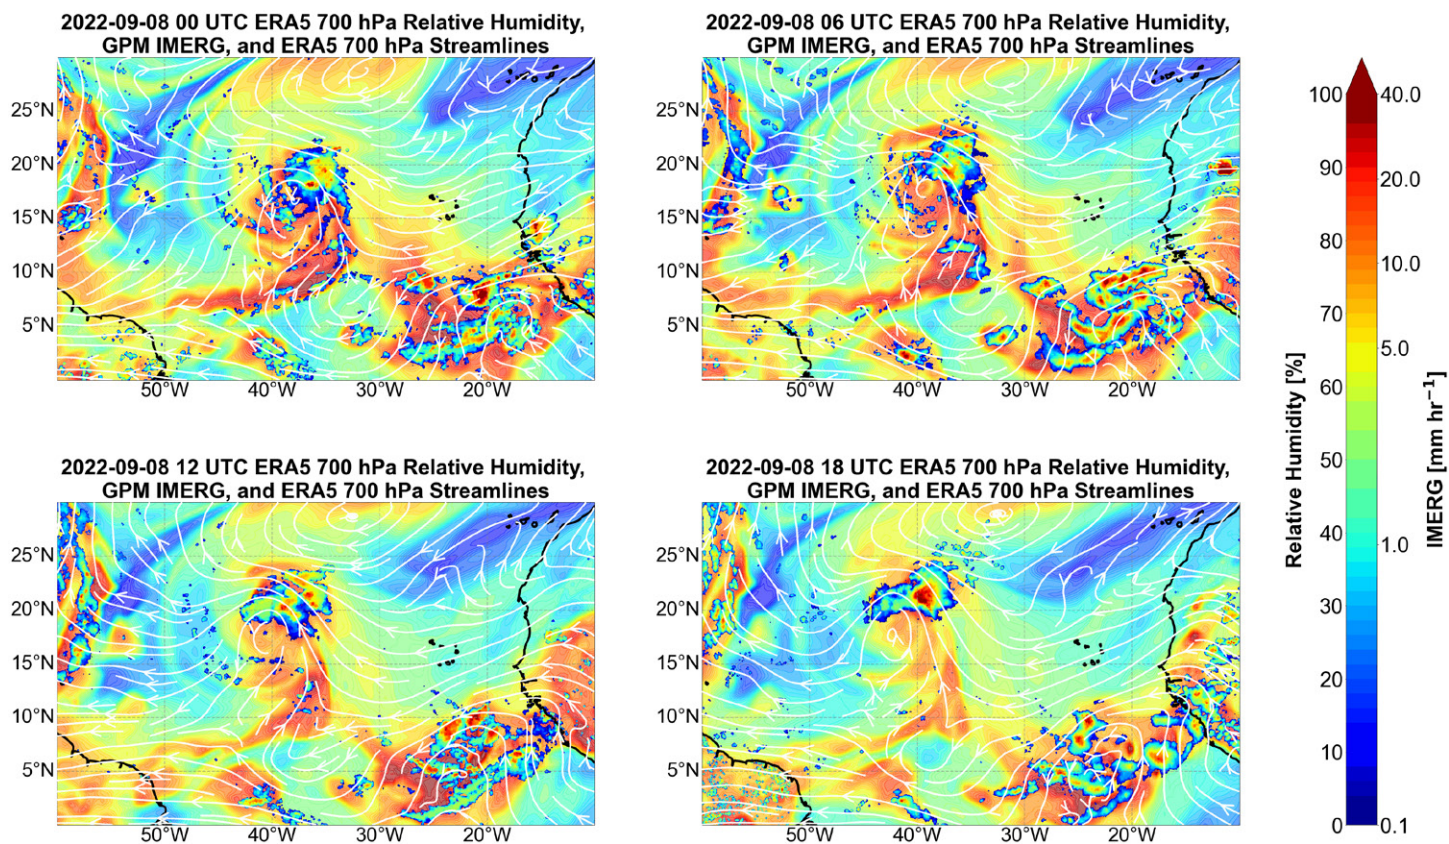 2022-09-08 00 UTC ERA5 700 hPa Relative Humidity,
GPM IMERG, and ERA5 700 hPa Streamlines
25°N
20°N
15°N
10°N
5°N
50°W 40°W 30°W 20°W
2022-09-08 06 UTC ERA5 700 hPa Relative Humidity,
GPM IMERG, and ERA5 700 hPa Streamlines
25°N
20°N
15°N
10°N
5°N
50°W 40°W 30°W 20°W
2022-09-08 12 UTC ERA5 700 hPa Relative Humidity,
GPM IMERG, and ERA5 700 hPa Streamlines
25°N
20°N
15°N
10°N
5°N
50°W 40°W 30°W 20°W
2022-09-08 18 UTC ERA5 700 hPa Relative Humidity,
GPM IMERG, and ERA5 700 hPa Streamlines
25°N
20°N
15°N
10°N
5°N
50°W 40°W 30°W 20°W
Relative Humidity [%]
100
90
80
70
60
50
40
30
20
10
0
40.0
20.0
10.0
5.0
1.0
0.1
IMERG [mm hr⁻¹]